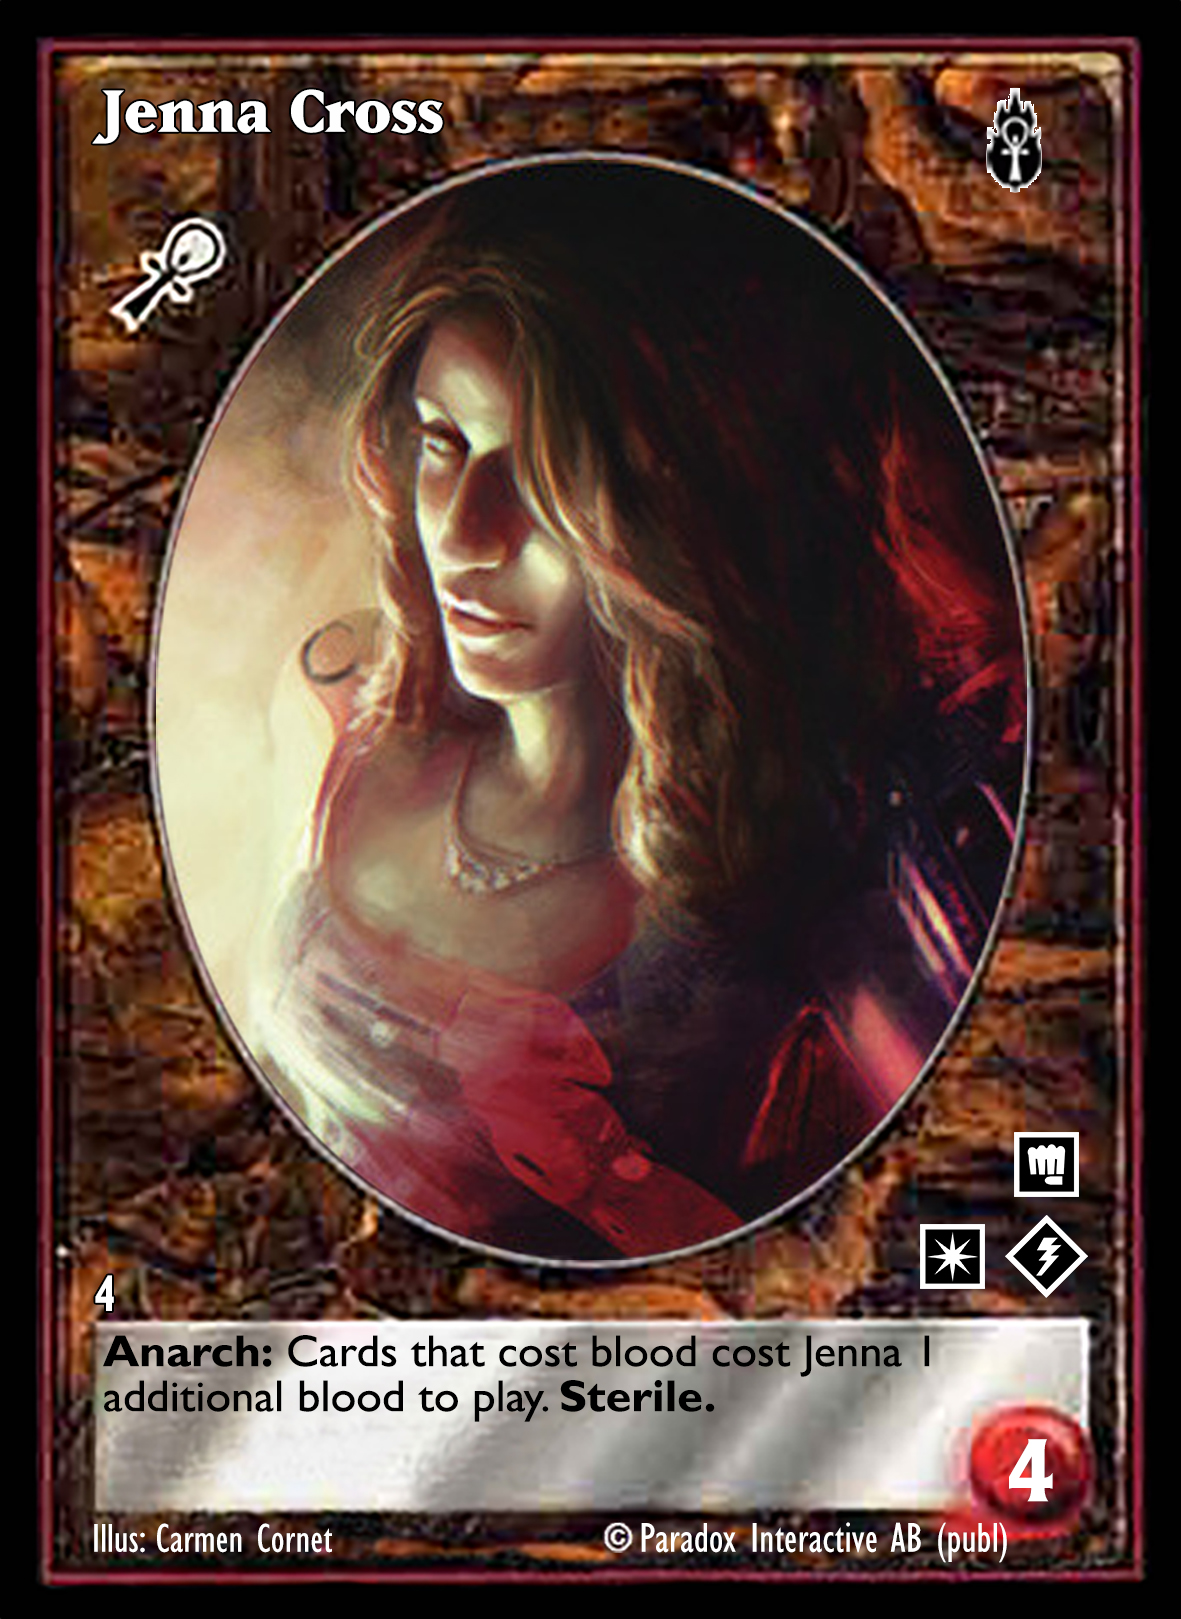 Jenna Cross
4
Anarch: Cards that cost blood cost Jenna 1
additional blood to play. Sterile.
4
Illus: Carmen Cornet
© Paradox Interactive AB (publ)